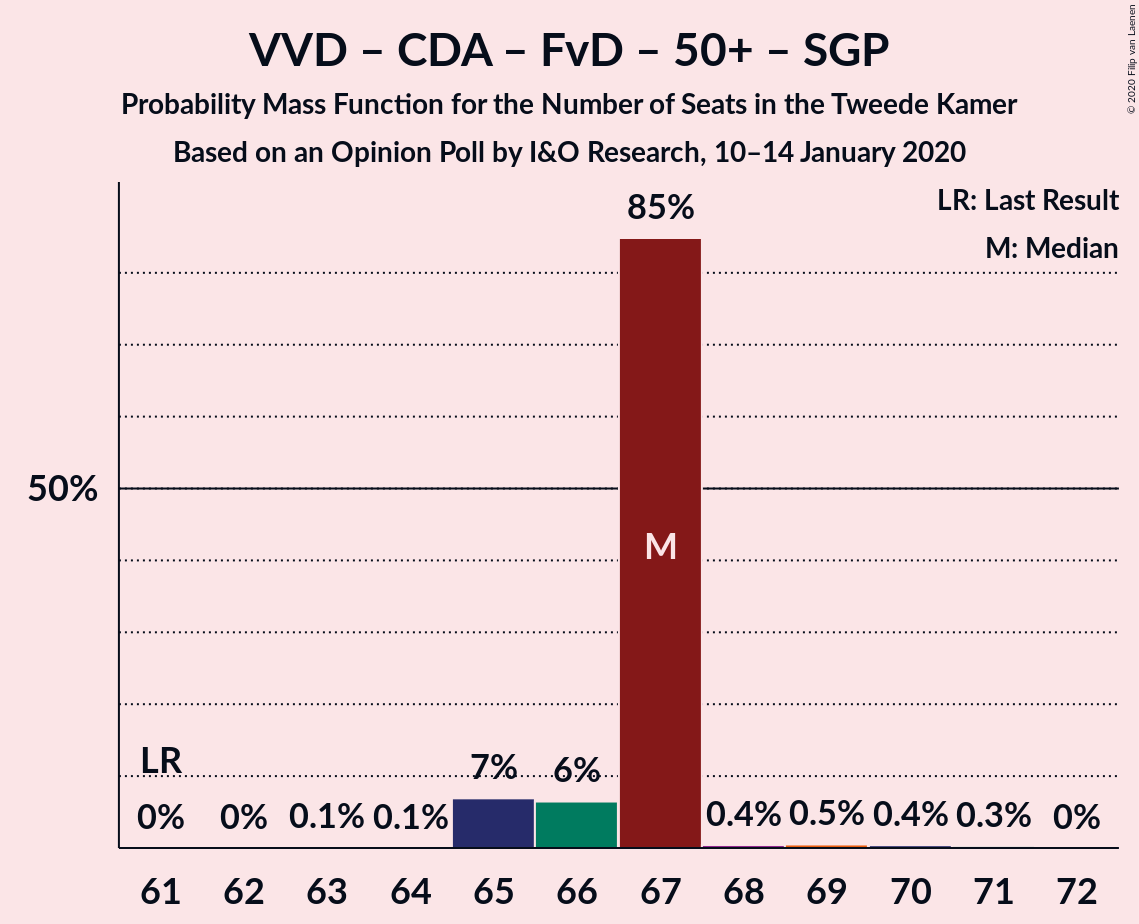 VVD – CDA – FvD – 50+ – SGP
Probability Mass Function for the Number of Seats in the Tweede Kamer
Based on an Opinion Poll by I&O Research, 10–14 January 2020
© 2020 Filip van Laenen
LR: Last Result
M: Median
85%
50%
M
LR
0% 0% 0.1% 0.1% 7% 6% 0.4% 0.5% 0.4% 0.3% 0%
61 62 63 64 65 66 67 68 69 70 71 72